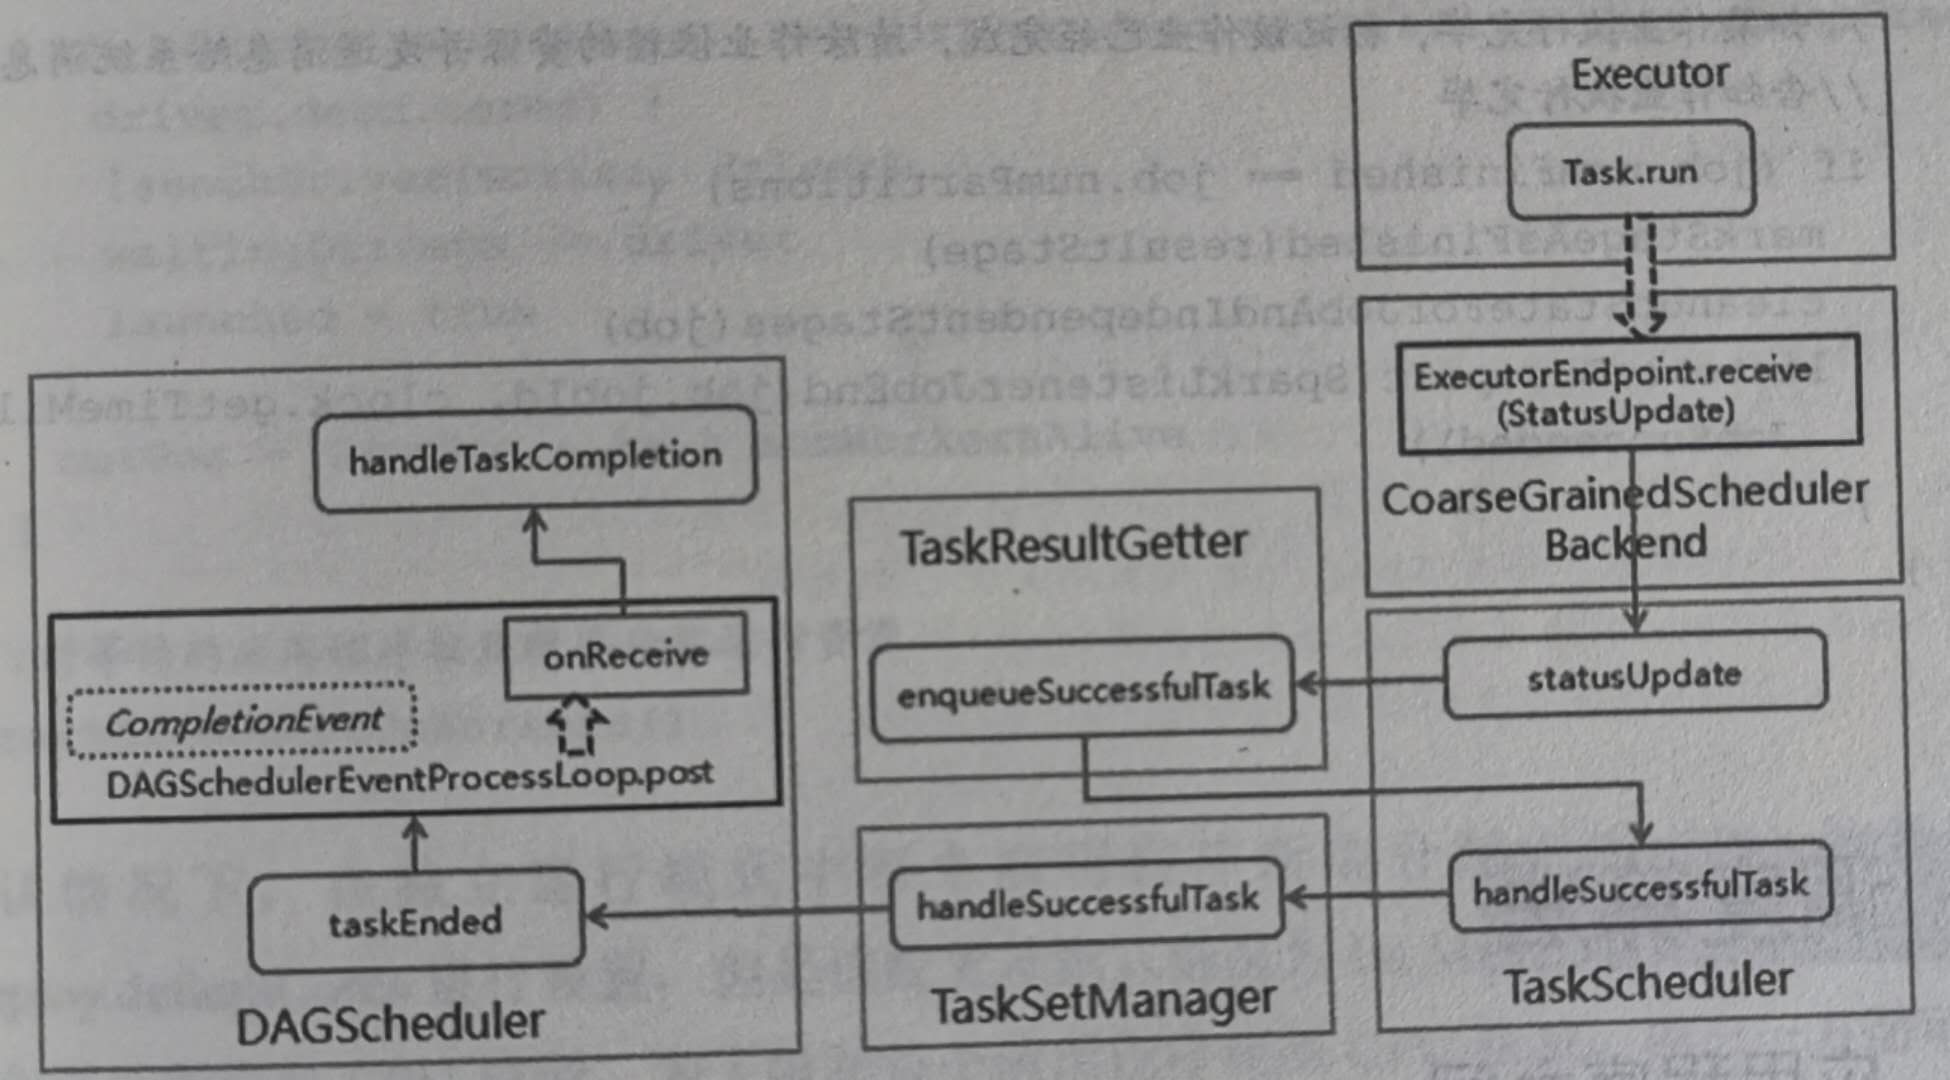 Executor
Task.run
ExecutorEndpoint.receive
(StatusUpdate)
CoarseGrainedScheduler
Backend
handleTaskCompletion
TaskResultGetter
onReceive
enqueueSuccessfulTask
statusUpdate
CompletionEvent
DAGSchedulerEventProcessLoop.post
taskEnded
handleSuccessfulTask
handleSuccessfulTask
DAGScheduler
TaskSetManager
TaskScheduler